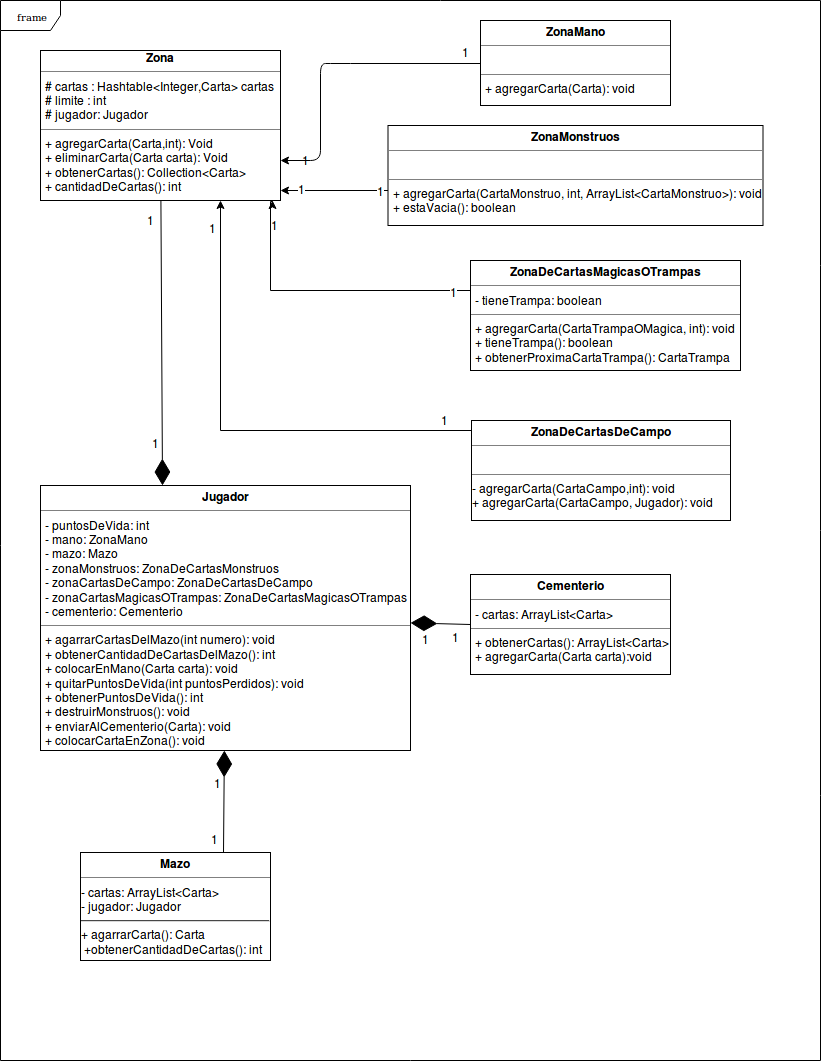 frame
Zona
# cartas : Hashtable<Integer,Carta> cartas
# limite : int
# jugador: Jugador
+ agregarCarta(Carta,int): Void
+ eliminarCarta(Carta carta): Void
+ obtenerCartas(): Collection<Carta>
+ cantidadDeCartas(): int
ZonaMano
+ agregarCarta(Carta): void
1
1
ZonaMonstruos
+ agregarCarta(CartaMonstruo, int, ArrayList<CartaMonstruo>): void
+ estaVacia(): boolean
1
1
ZonaDeCartasMagicasOTrampas
- tieneTrampa: boolean
+ agregarCarta(CartaTrampaOMagica, int): void
+ tieneTrampa(): boolean
+ obtenerProximaCartaTrampa(): CartaTrampa
1
1
1
1
1
ZonaDeCartasDeCampo
- agregarCarta(CartaCampo,int): void
+ agregarCarta(CartaCampo, Jugador): void
1
Jugador
- puntosDeVida: int
- mano: ZonaMano
- mazo: Mazo
- zonaMonstruos: ZonaDeCartasMonstruos
- zonaCartasDeCampo: ZonaDeCartasDeCampo
- zonaCartasMagicasOTrampas: ZonaDeCartasMagicasOTrampas
- cementerio: Cementerio
+ agarrarCartasDelMazo(int numero): void
+ obtenerCantidadDeCartasDelMazo(): int
+ colocarEnMano(Carta carta): void
+ quitarPuntosDeVida(int puntosPerdidos): void
+ obtenerPuntosDeVida(): int
+ destruirMonstruos(): void
+ enviarAlCementerio(Carta): void
+ colocarCartaEnZona(): void
1
1
Cementerio
- cartas: ArrayList<Carta>
+ obtenerCartas(): ArrayList<Carta>
+ agregarCarta(Carta carta):void
1
1
Mazo
- cartas: ArrayList<Carta>
- jugador: Jugador
+ agarrarCarta(): Carta
+obtenerCantidadDeCartas(): int